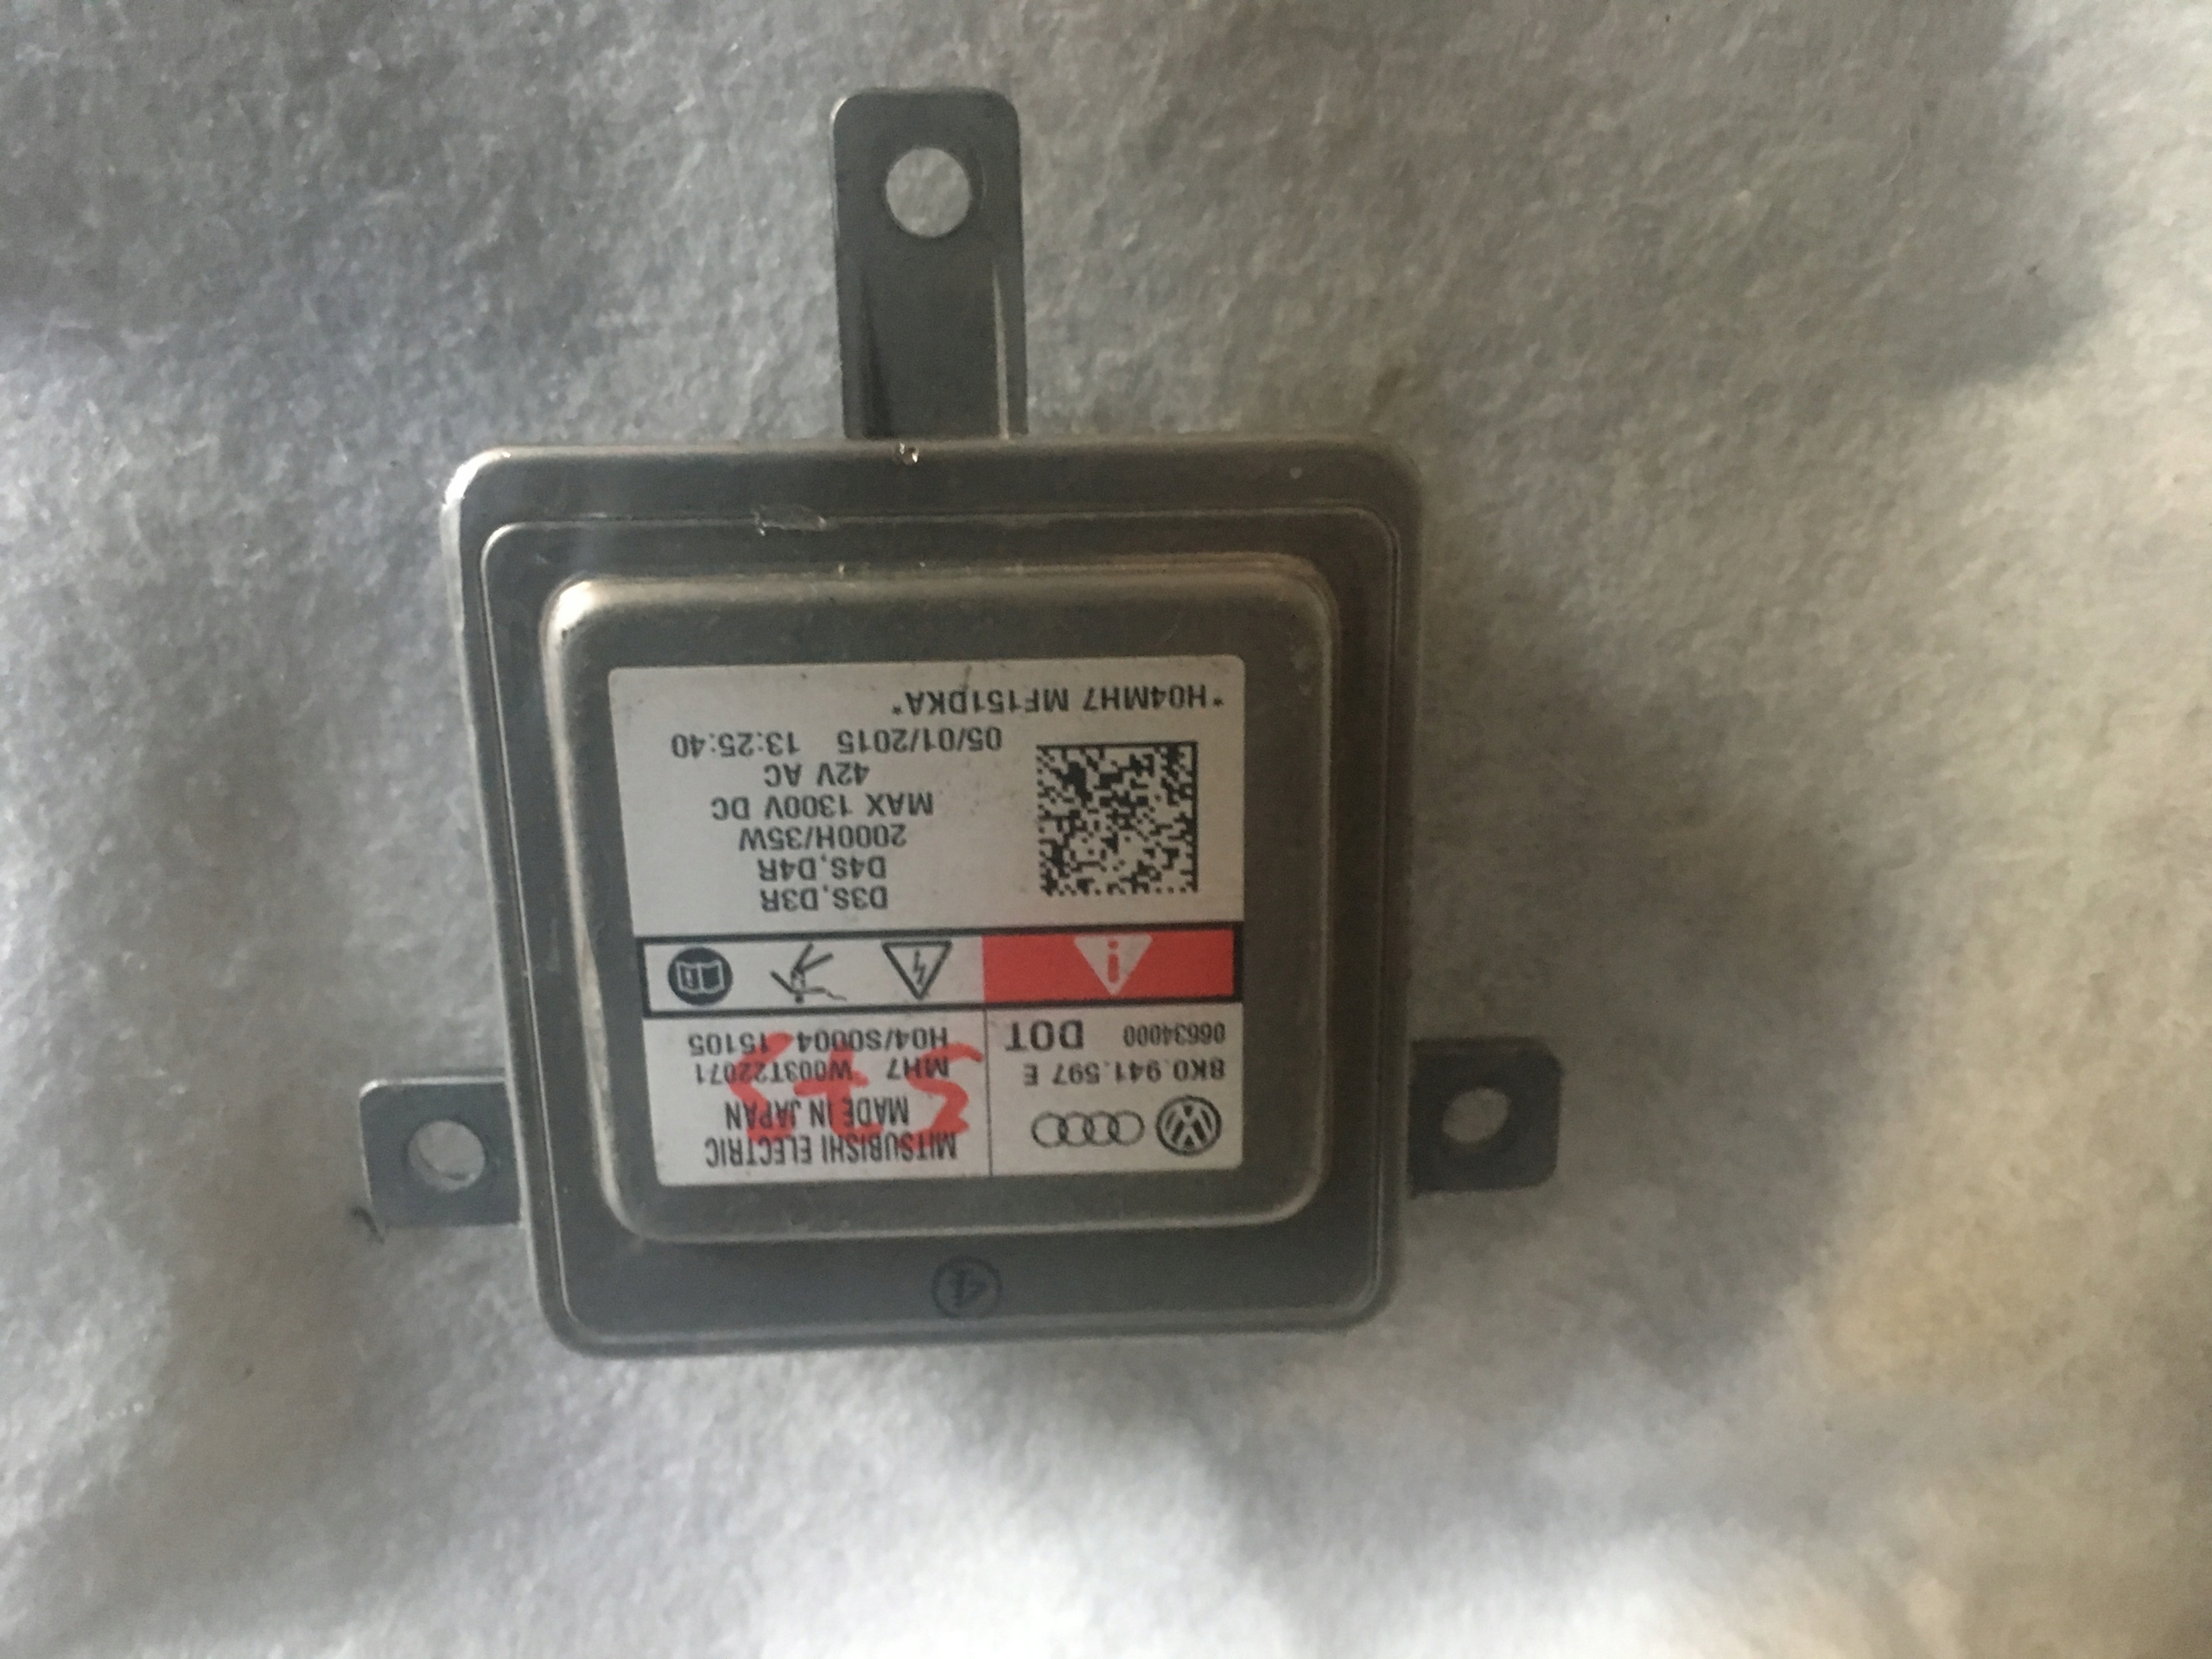 MITSUBISHI ELECTRIC
MADE IN JAPAN
MH7 W003T22071
H04/S0004 15105
8K0.941.597 E
06634000 DOT
D3S,D3R
D4S,D4R
2000H/35W
MAX 1300V DC
42V AC
05/01/2015 13:25:40
*H04MH7 MF151DKA*
4